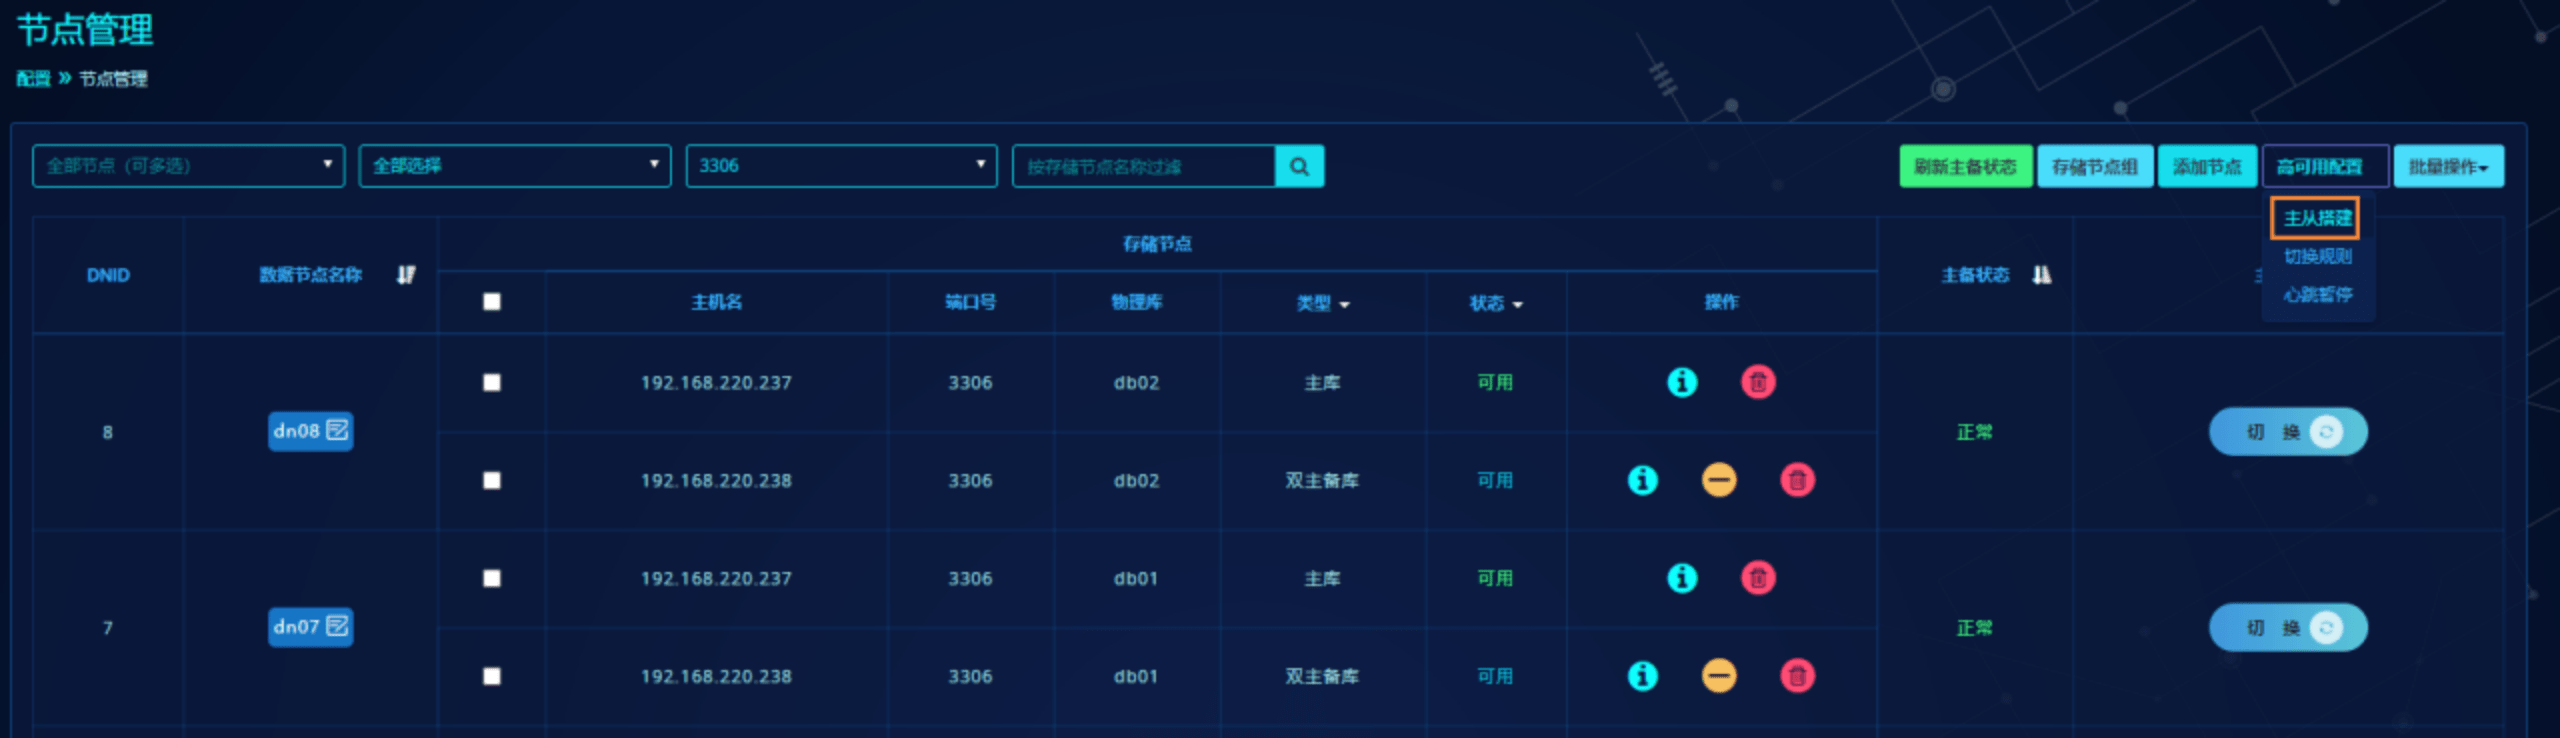 节点管理
配置 » 节点管理
全部节点（可多选） 全部选择 3306 按存储节点名称过滤 刷新主备状态 存储节点组 添加节点 高可用配置 批量操作
主从搭建
切换规则
心跳暂停
DNID 数据节点名称 存储节点 主备状态
主机名 端口号 物理库 类型 状态 操作
8 dn08 192.168.220.237 3306 db02 主库 可用 正常 切 换
192.168.220.238 3306 db02 双主备库 可用
7 dn07 192.168.220.237 3306 db01 主库 可用 正常 切 换
192.168.220.238 3306 db01 双主备库 可用